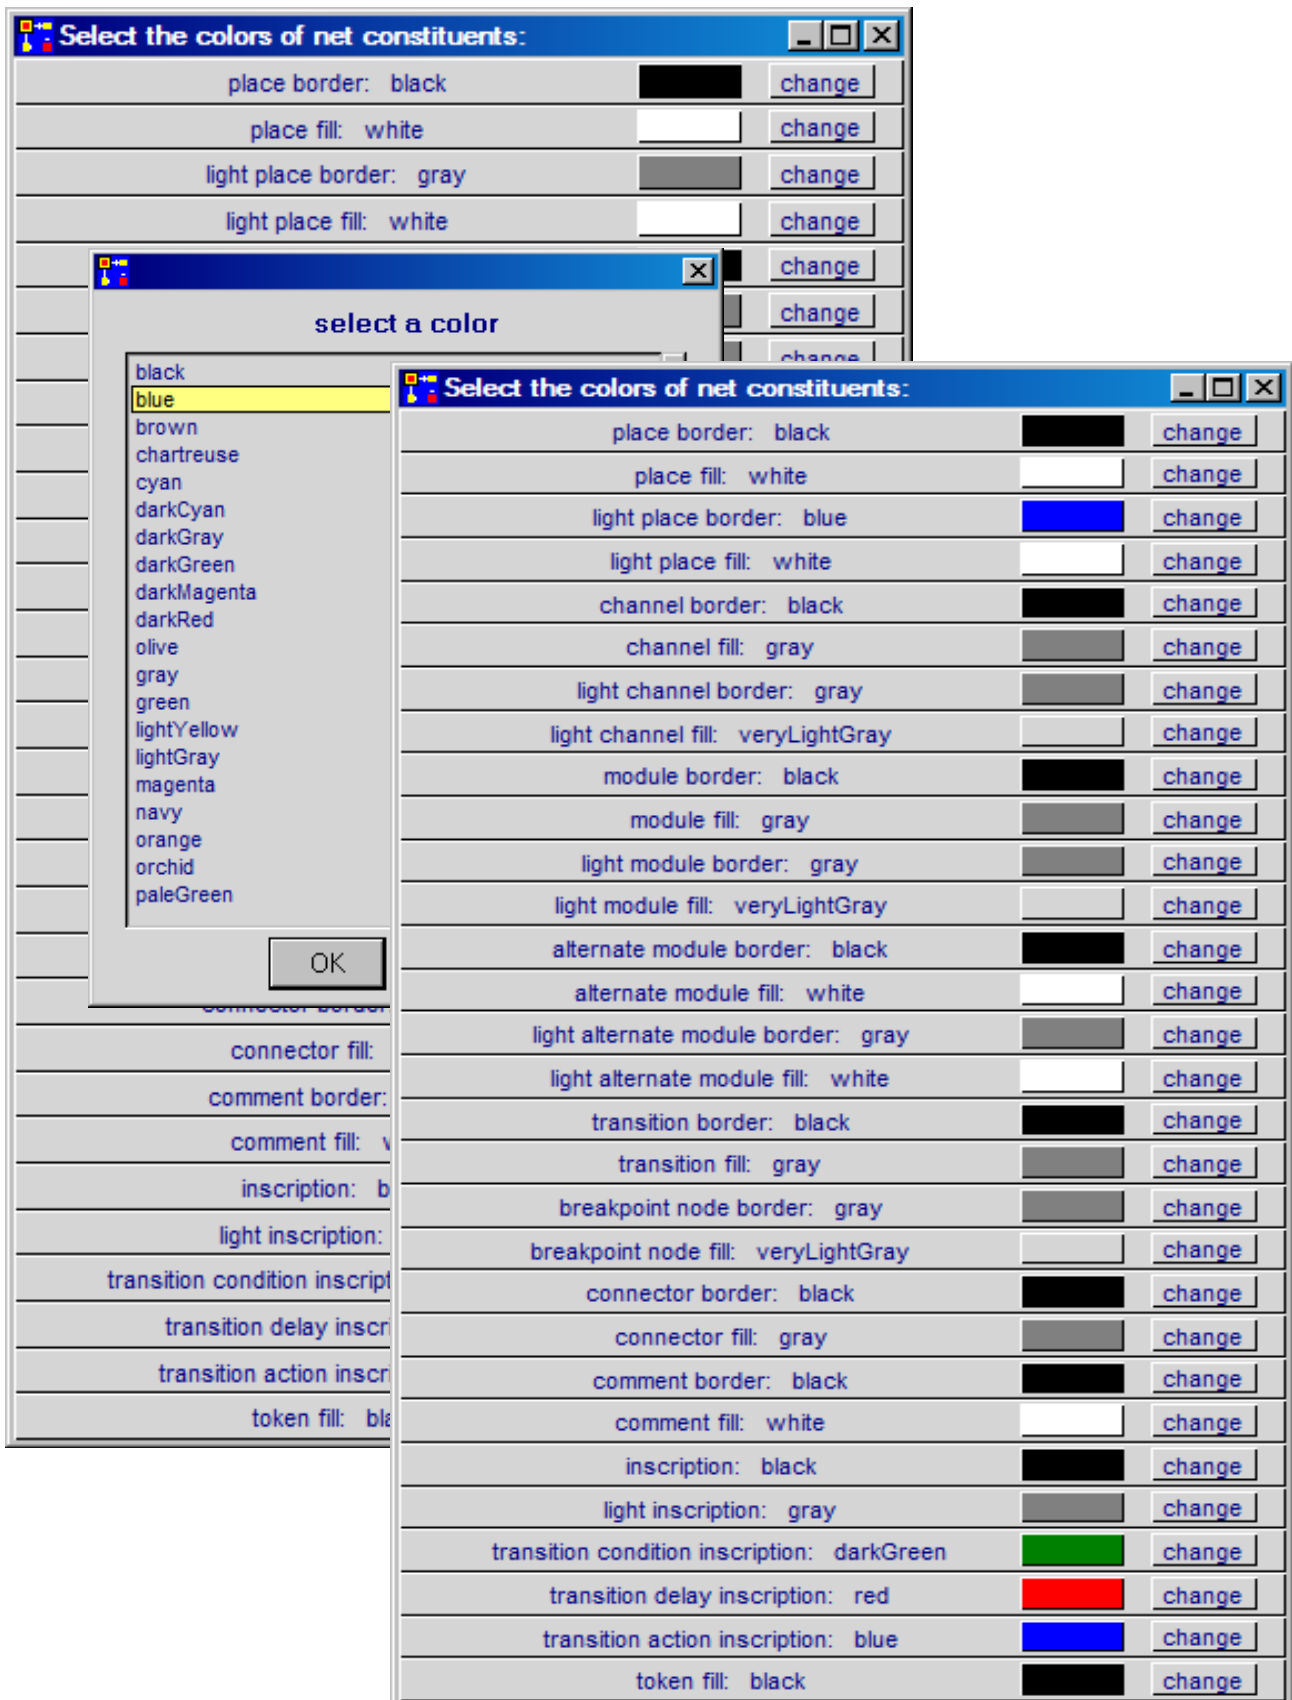 Select the colors of net constituents:
place border: black change
place fill: white change
light place border: gray change
light place fill: white change
change
change
change
select a color
black
blue
brown
chartreuse
cyan
darkCyan
darkGray
darkGreen
darkMagenta
darkRed
olive
gray
green
lightYellow
lightGray
magenta
navy
orange
orchid
paleGreen
OK
connector border
connector fill:
comment border:
comment fill:
inscription: b
light inscription:
transition condition inscript
transition delay inscri
transition action inscri
token fill: bla
Select the colors of net constituents:
place border: black change
place fill: white change
light place border: blue change
light place fill: white change
channel border: black change
channel fill: gray change
light channel border: gray change
light channel fill: veryLightGray change
module border: black change
module fill: gray change
light module border: gray change
light module fill: veryLightGray change
alternate module border: black change
alternate module fill: white change
light alternate module border: gray change
light alternate module fill: white change
transition border: black change
transition fill: gray change
breakpoint node border: gray change
breakpoint node fill: veryLightGray change
connector border: black change
connector fill: gray change
comment border: black change
comment fill: white change
inscription: black change
light inscription: gray change
transition condition inscription: darkGreen change
transition delay inscription: red change
transition action inscription: blue change
token fill: black change